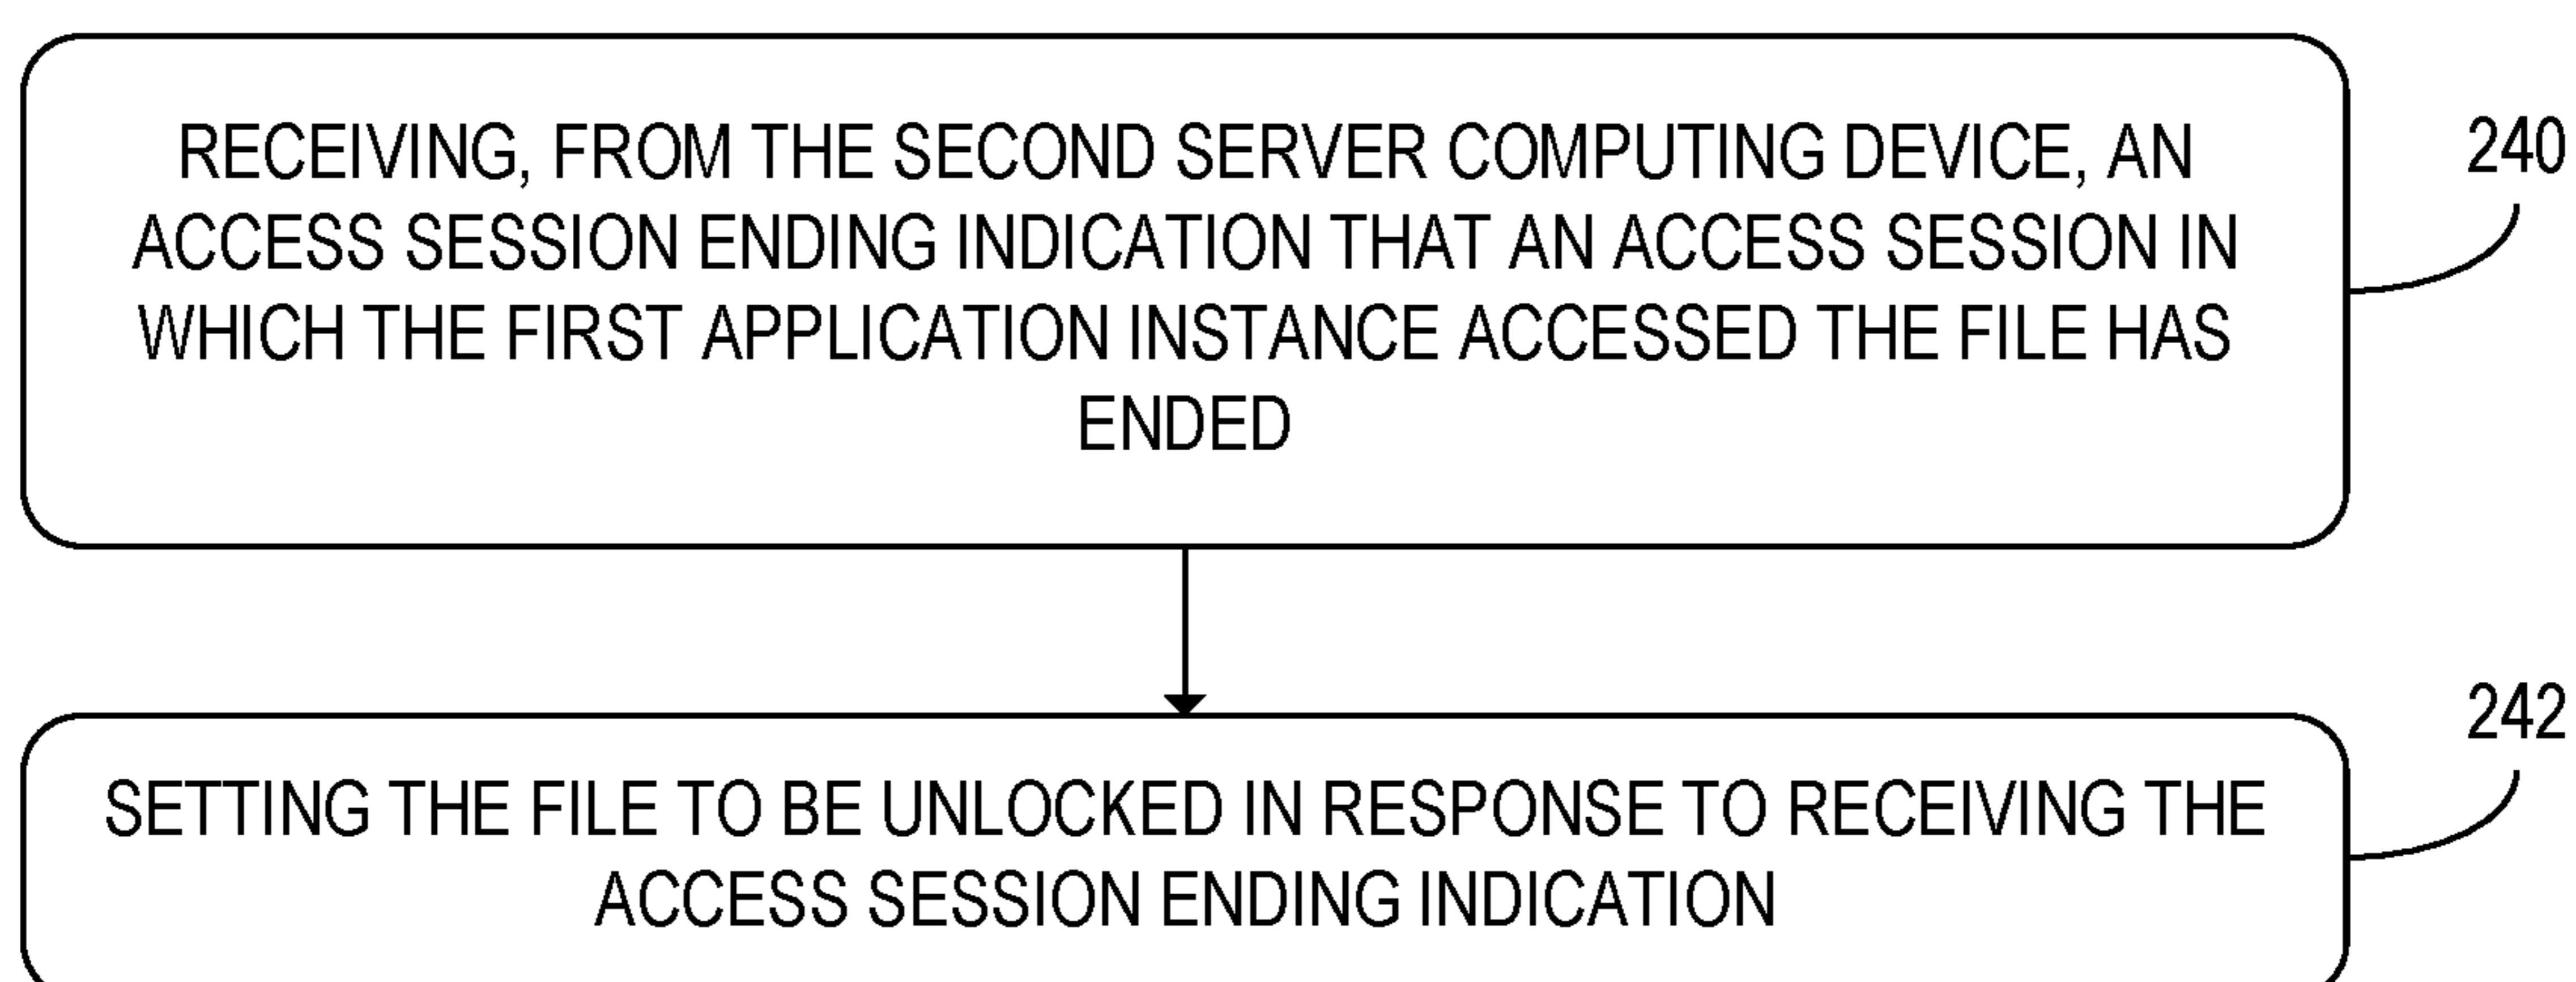 RECEIVING, FROM THE SECOND SERVER COMPUTING DEVICE, AN
ACCESS SESSION ENDING INDICATION THAT AN ACCESS SESSION IN
WHICH THE FIRST APPLICATION INSTANCE ACCESSED THE FILE HAS
ENDED
240
SETTING THE FILE TO BE UNLOCKED IN RESPONSE TO RECEIVING THE
ACCESS SESSION ENDING INDICATION
242